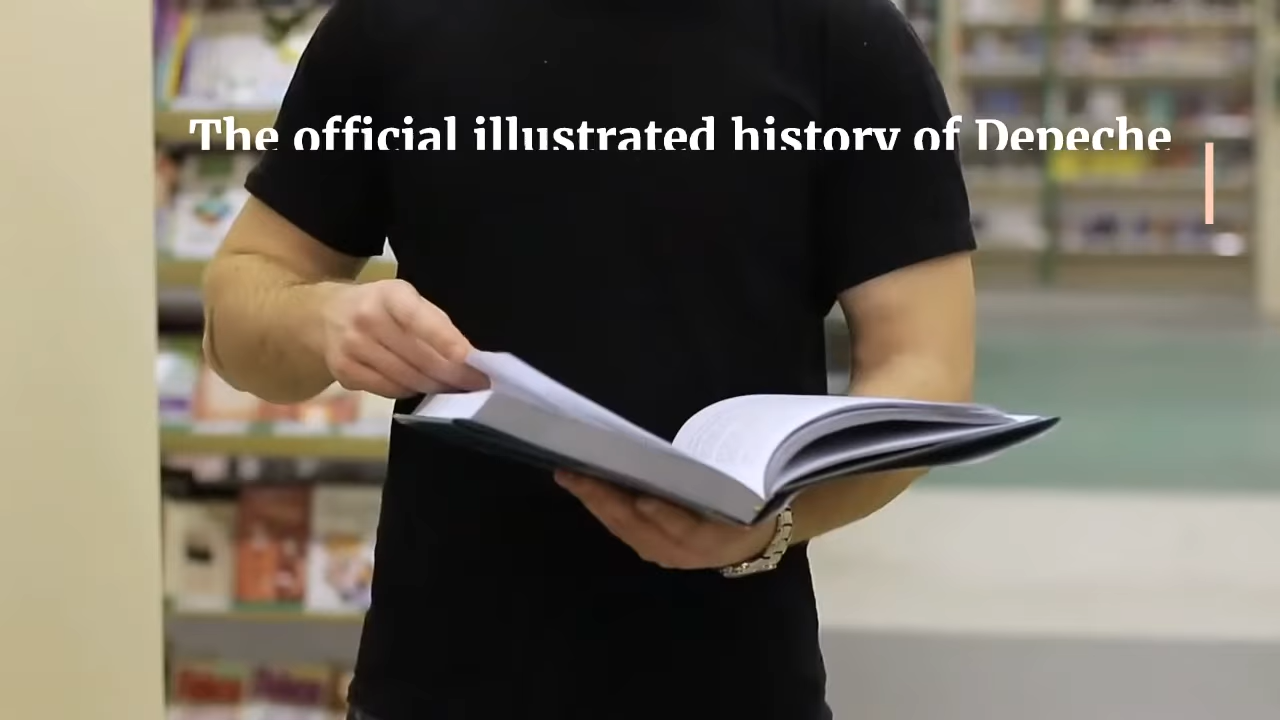 The official illustrated history of Depeche